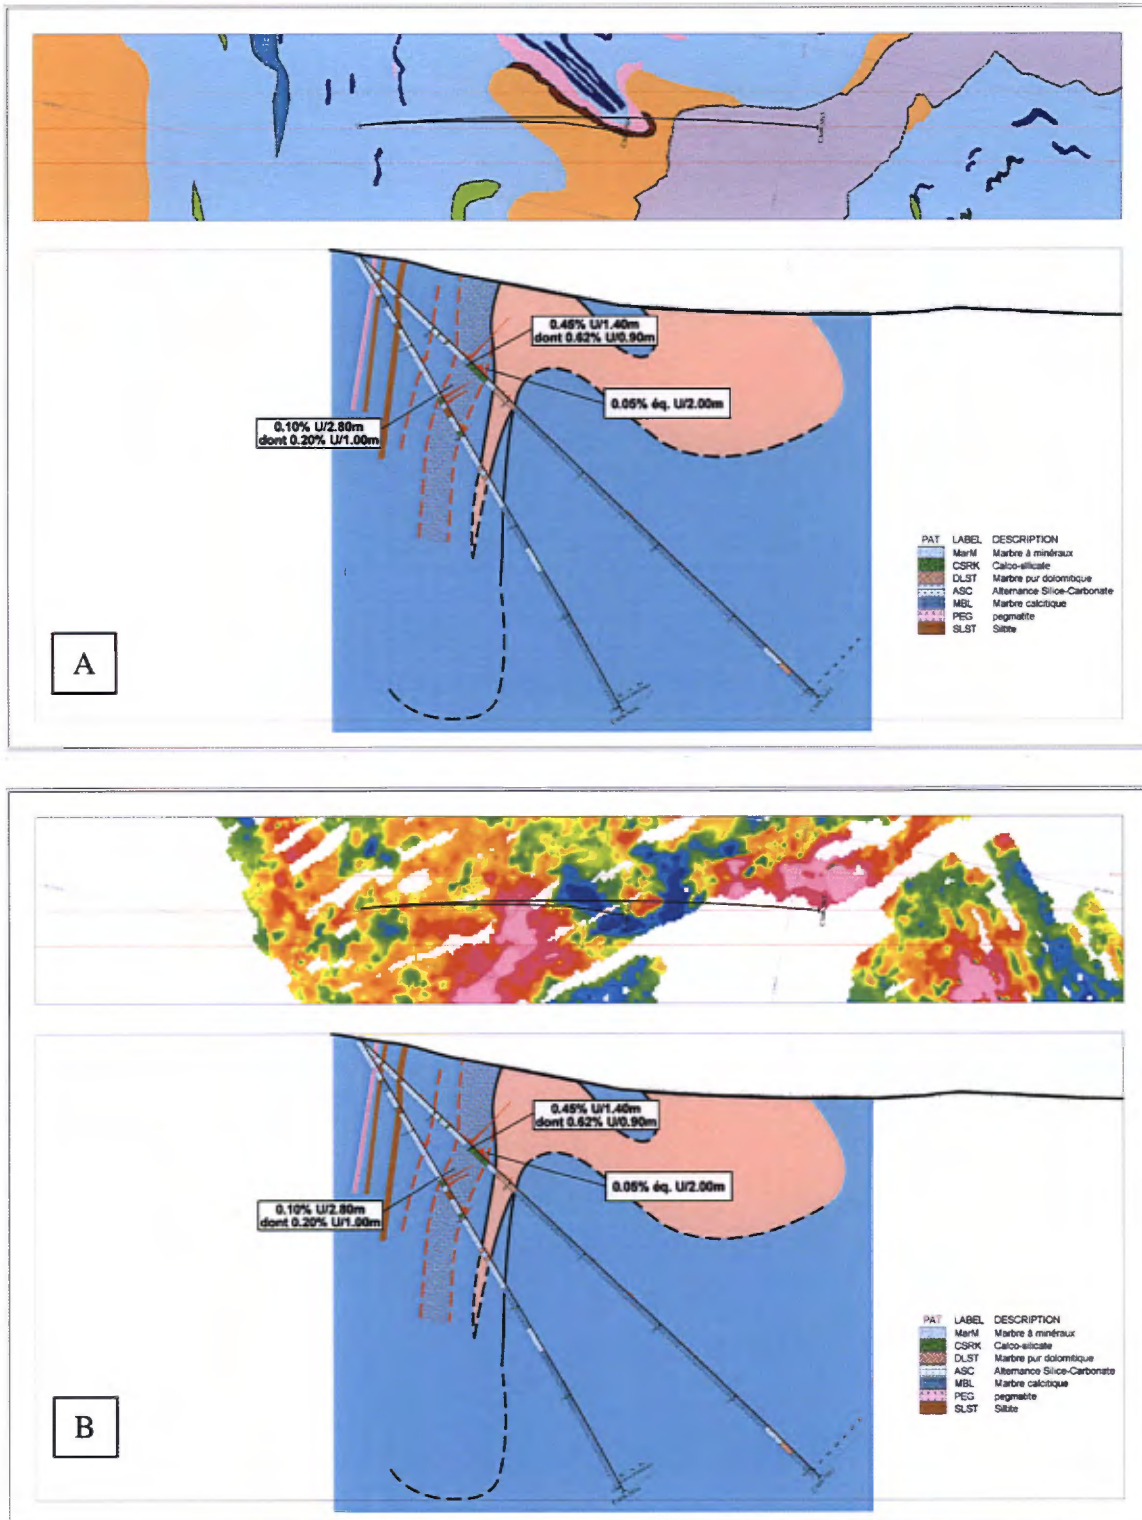 0.45% U/1.40m
dont 0.62% U/0.90m
0.05% éq. U/2.00m
0.10% U/2.80m
dont 0.20% U/1.00m
PAT LABEL DESCRIPTION
MarM Marbre à minéraux
CSRK Calco-silicate
DLST Marbre pur dolomitique
ASC Alternance Silice-Carbonate
MBL Marbre calcitique
PEG pegmatite
SLST Siltite
A
0.45% U/1.40m
dont 0.62% U/0.90m
0.05% éq. U/2.00m
0.10% U/2.80m
dont 0.20% U/1.00m
PAT LABEL DESCRIPTION
MarM Marbre à minéraux
CSRK Calco-silicate
DLST Marbre pur dolomitique
ASC Alternance Silice-Carbonate
MBL Marbre calcitique
PEG pegmatite
SLST Siltite
B